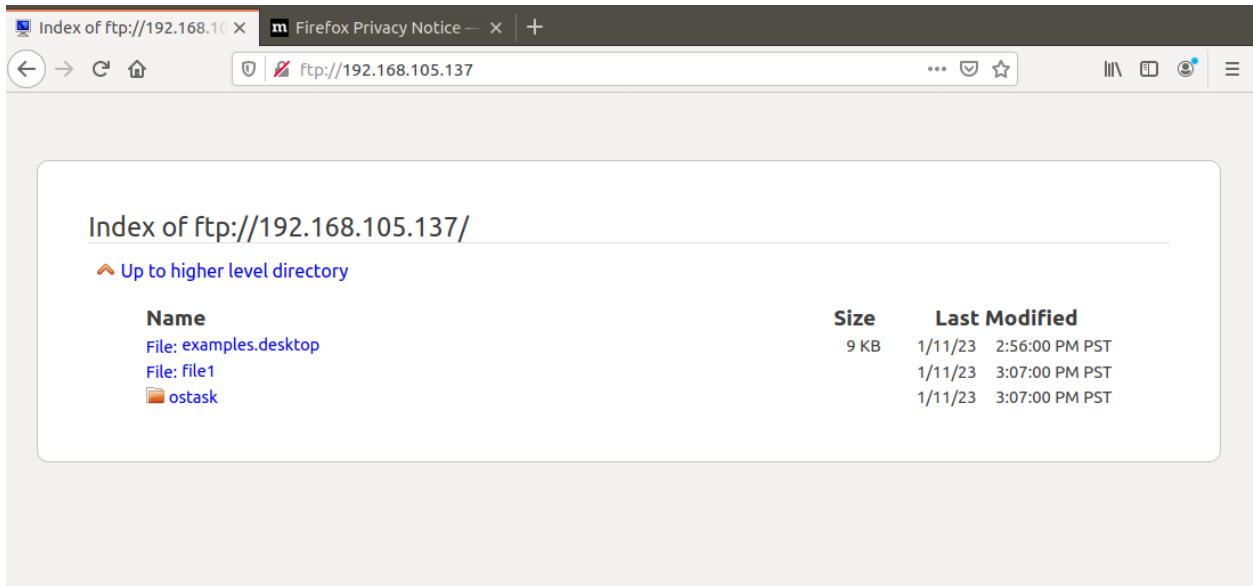 Index of ftp://192.168.10
m Firefox Privacy Notice —
ftp://192.168.105.137
Index of ftp://192.168.105.137/
Up to higher level directory
Name Size Last Modified
File: examples.desktop 9 KB 1/11/23 2:56:00 PM PST
File: file1 1/11/23 3:07:00 PM PST
ostask 1/11/23 3:07:00 PM PST